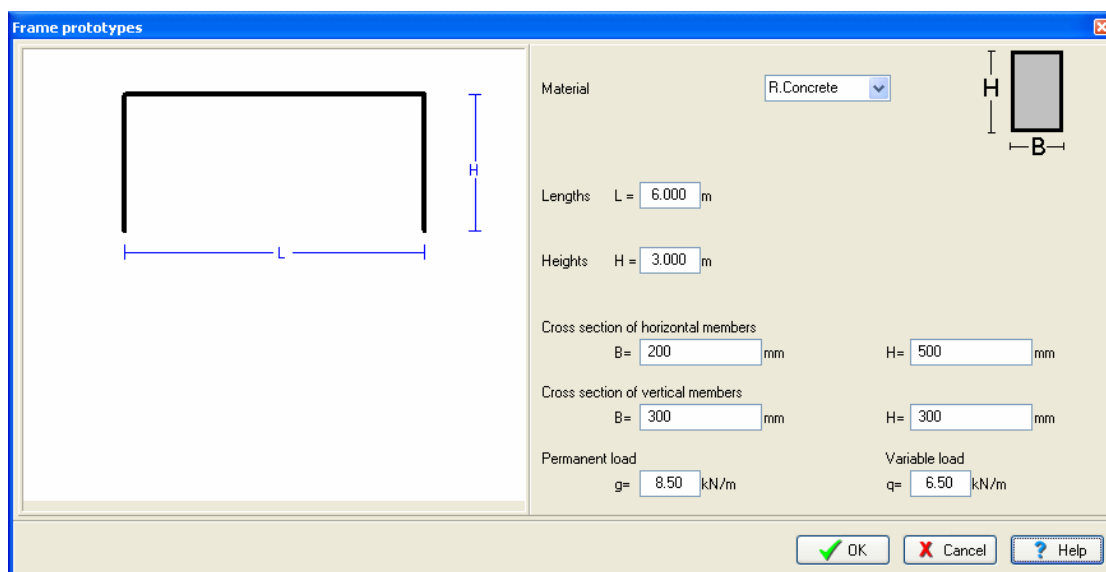 Frame prototypes
H
L
Material R.Concrete
H
B
Lengths L = 6.000 m
Heights H = 3.000 m
Cross section of horizontal members
B= 200 mm H= 500 mm
Cross section of vertical members
B= 300 mm H= 300 mm
Permanent load Variable load
g= 8.50 kN/m q= 6.50 kN/m
OK X Cancel ? Help